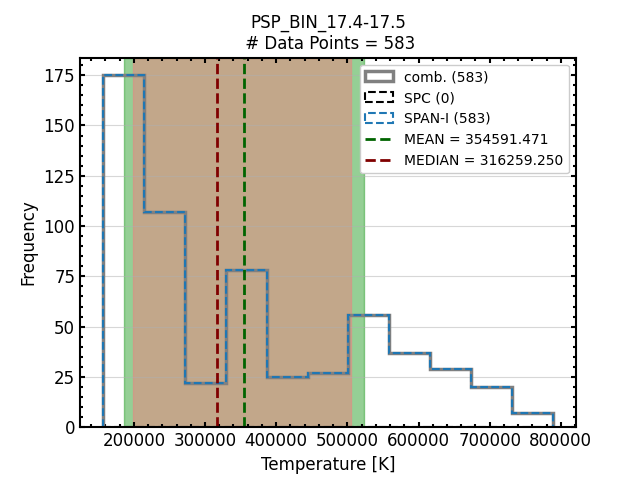 PSP_BIN_17.4-17.5
# Data Points = 583
comb. (583)
SPC (0)
SPAN-I (583)
MEAN = 354591.471
MEDIAN = 316259.250
175
150
125
100
75
50
25
0
Frequency
200000 300000 400000 500000 600000 700000 800000
Temperature [K]